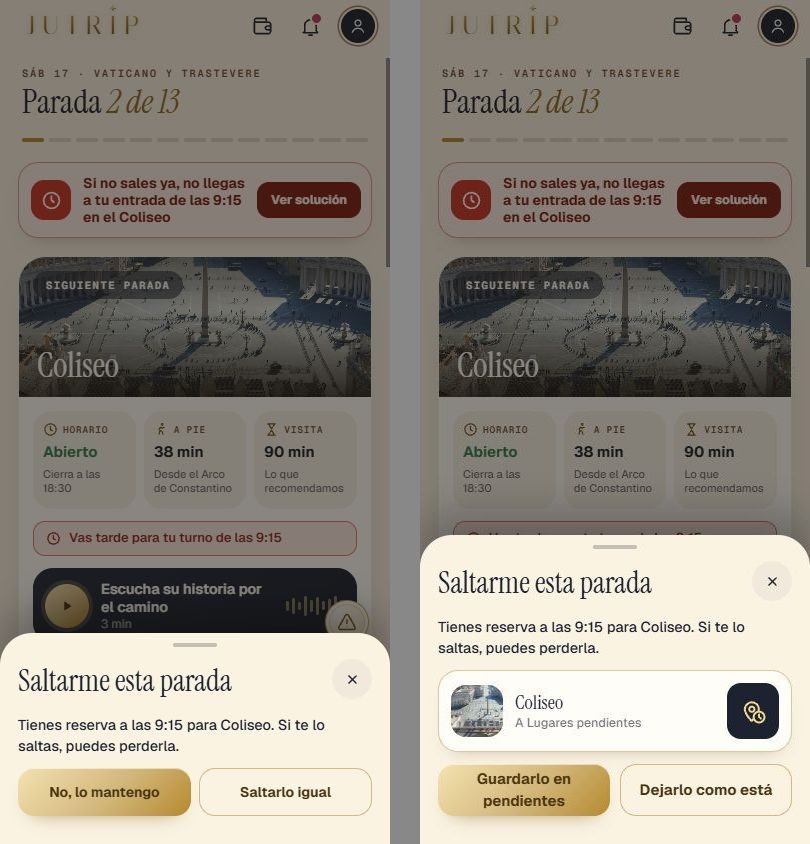 JUTRIP
SÁB 17 · VATICANO Y TRASTEVERE
Parada 2 de 13
Si no sales ya, no llegas
a tu entrada de las 9:15
en el Coliseo
Ver solución
SIGUIENTE PARADA
Coliseo
HORARIO
Abierto
Cierra a las
18:30
A PIE
38 min
Desde el Arco
de Constantino
VISITA
90 min
Lo que
recomendamos
Vas tarde para tu turno de las 9:15
Escucha su historia por
el camino
3 min
Saltarme esta parada
Tienes reserva a las 9:15 para Coliseo. Si te lo
saltas, puedes perderla.
No, lo mantengo
Saltarlo igual
JUTRIP
SÁB 17 · VATICANO Y TRASTEVERE
Parada 2 de 13
Si no sales ya, no llegas
a tu entrada de las 9:15
en el Coliseo
Ver solución
SIGUIENTE PARADA
Coliseo
HORARIO
Abierto
Cierra a las
18:30
A PIE
38 min
Desde el Arco
de Constantino
VISITA
90 min
Lo que
recomendamos
Saltarme esta parada
Tienes reserva a las 9:15 para Coliseo. Si te lo
saltas, puedes perderla.
Coliseo
A Lugares pendientes
Guardarlo en
pendientes
Dejarlo como está